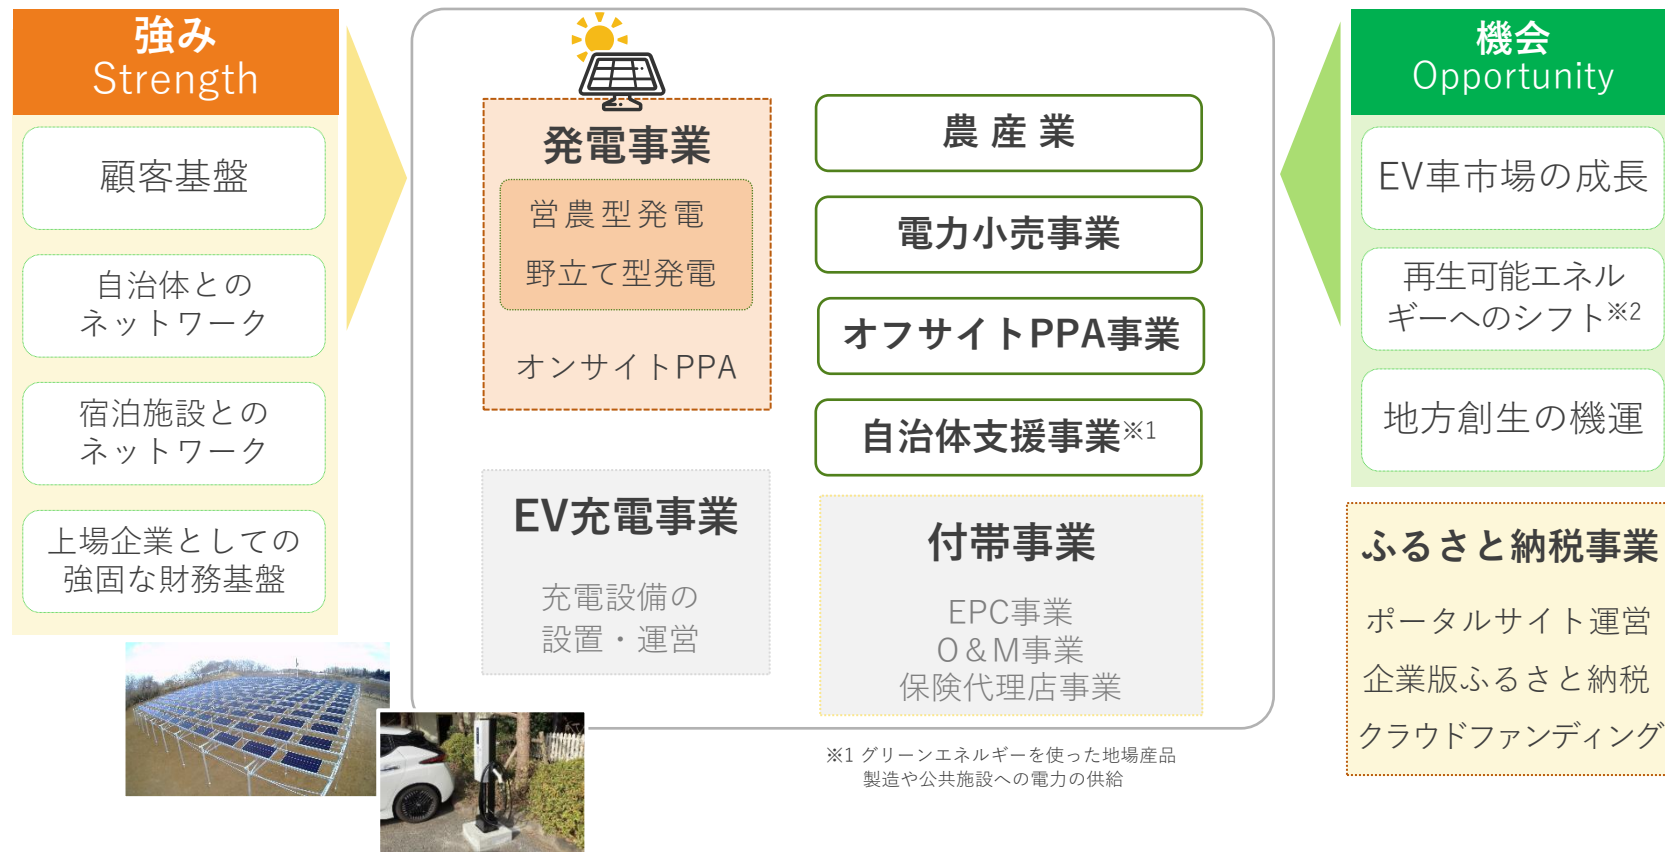 強み
Strength
顧客基盤
自治体との
ネットワーク
宿泊施設との
ネットワーク
上場企業としての
強固な財務基盤
発電事業
営農型発電
野立て型発電
オンサイトPPA
EV充電事業
充電設備の
設置・運営
農産業
電力小売事業
オフサイトPPA事業
自治体支援事業※1
付帯事業
EPC事業
O&M事業
保険代理店事業
※1 グリーンエネルギーを使った地場産品
製造や公共施設への電力の供給
機会
Opportunity
EV車市場の成長
再生可能エネル
ギーへのシフト※2
地方創生の機運
ふるさと納税事業
ポータルサイト運営
企業版ふるさと納税
クラウドファンディング